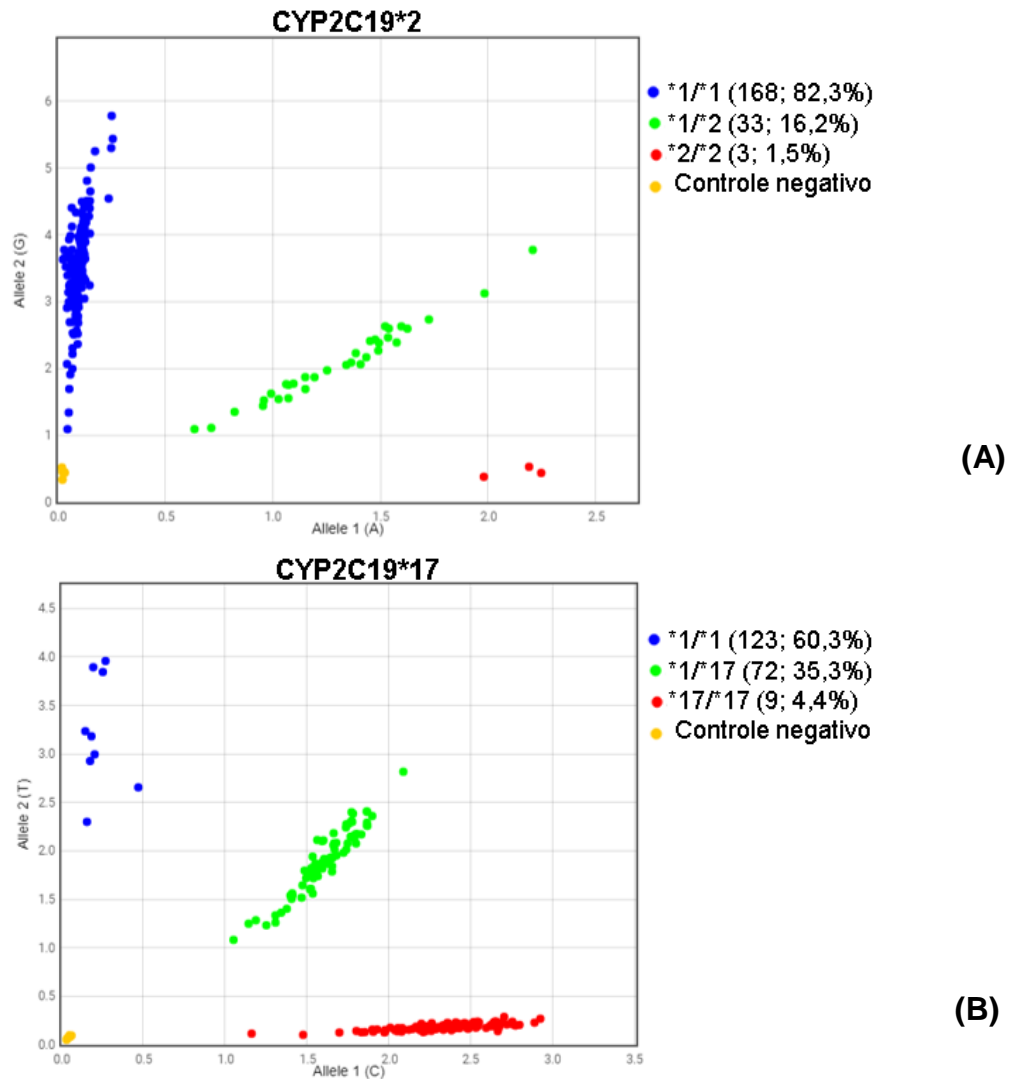 CYP2C19*2
6
5
4
3
2
1
0
Allele 2 (G)
0.0 0.5 1.0 1.5 2.0 2.5
Allele 1 (A)
*1/*1 (168; 82,3%)
*1/*2 (33; 16,2%)
*2/*2 (3; 1,5%)
Controle negativo
(A)
CYP2C19*17
4.5
4.0
3.5
3.0
2.5
2.0
1.5
1.0
0.5
0.0
Allele 2 (T)
0.0 0.5 1.0 1.5 2.0 2.5 3.0 3.5
Allele 1 (C)
*1/*1 (123; 60,3%)
*1/*17 (72; 35,3%)
*17/*17 (9; 4,4%)
Controle negativo
(B)